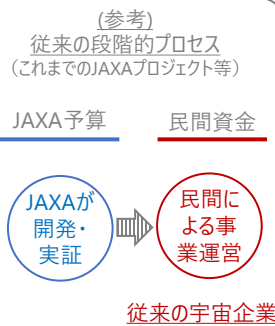 (参考)
従来の段階的プロセス
(これまでのJAXAプロジェクト等)
JAXA予算
民間資金
JAXAが
開発・
実証
民間に
よる事
業運営
従来の宇宙企業